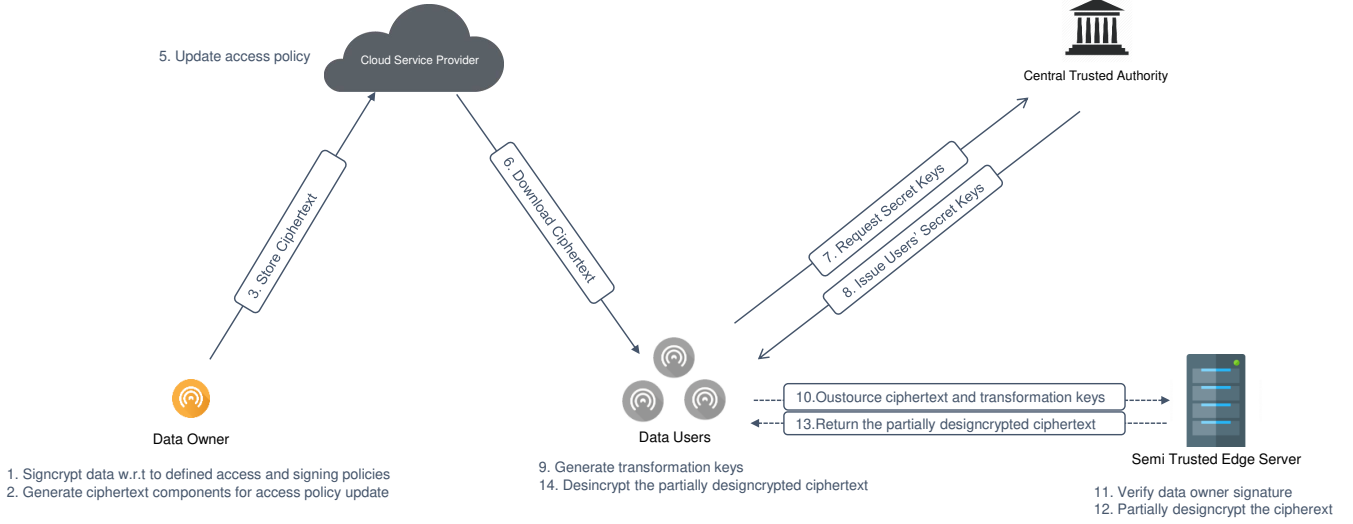 5. Update access policy
Cloud Service Provider
Central Trusted Authority
3. Store Ciphertext
6. Download Ciphertext
7. Request Secret Keys
8. Issue Users' Secret Keys
Data Owner
1. Signcrypt data w.r.t to defined access and signing policies
2. Generate ciphertext components for access policy update
Data Users
9. Generate transformation keys
14. Desincrypt the partially designcrypted ciphertext
10.Oustource ciphertext and transformation keys
13.Return the partially designcrypted ciphertext
Semi Trusted Edge Server
11. Verify data owner signature
12. Partially designcrypt the cipherext